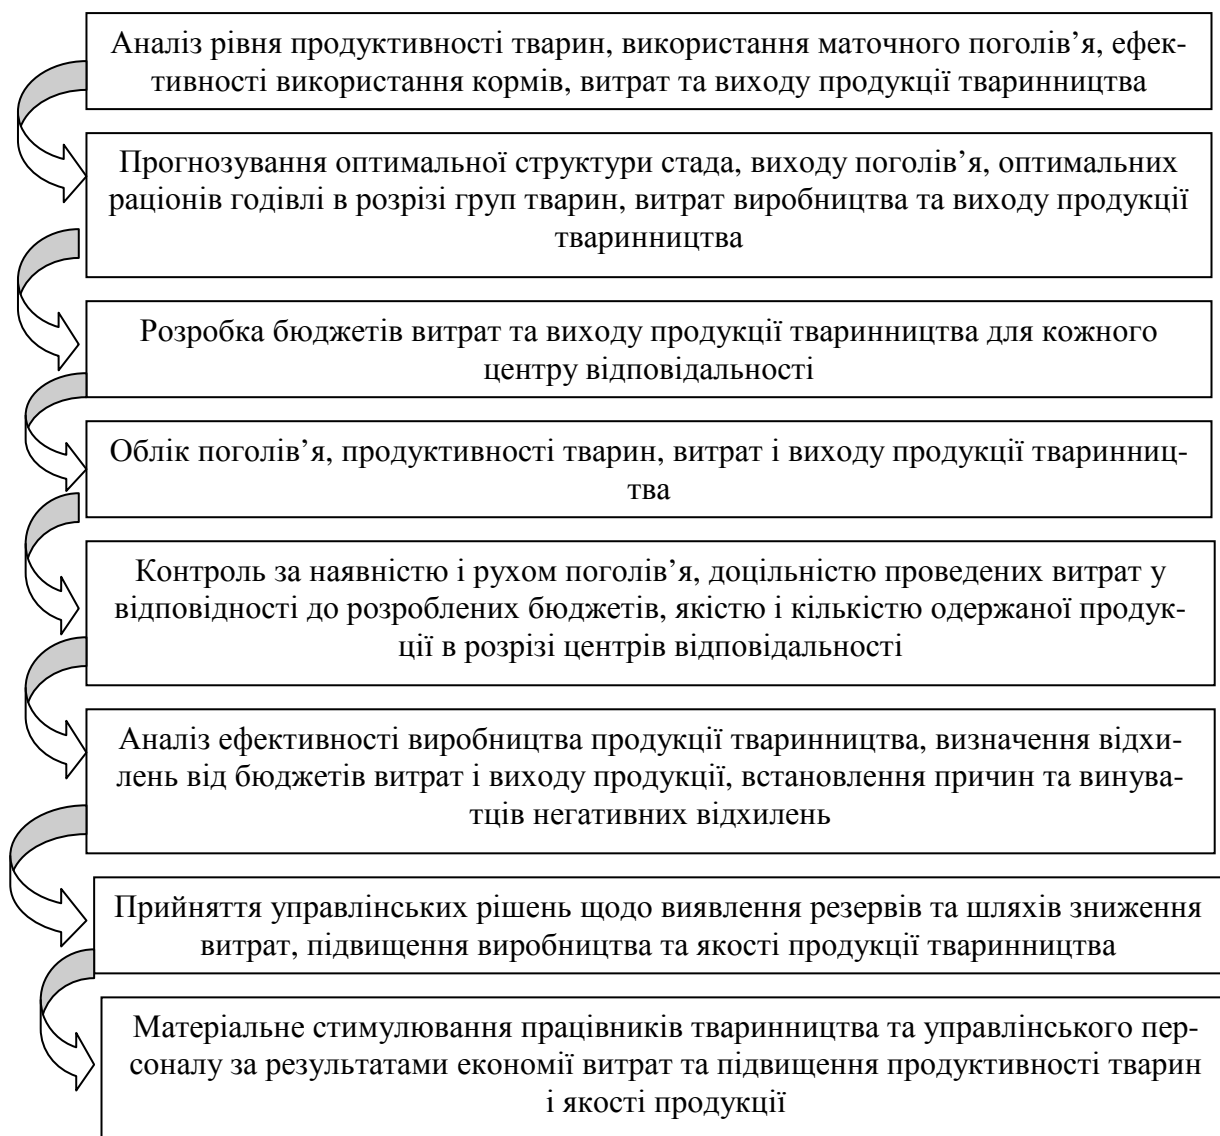 Аналіз рівня продуктивності тварин, використання маточного поголів’я, ефек-
тивності використання кормів, витрат та виходу продукції тваринництва
Прогнозування оптимальної структури стада, виходу поголів’я, оптимальних
раціонів годівлі в розрізі груп тварин, витрат виробництва та виходу продукції
тваринництва
Розробка бюджетів витрат та виходу продукції тваринництва для кожного
центру відповідальності
Облік поголів’я, продуктивності тварин, витрат і виходу продукції тваринниц-
тва
Контроль за наявністю і рухом поголів’я, доцільністю проведених витрат у
відповідності до розроблених бюджетів, якістю і кількістю одержаної продук-
ції в розрізі центрів відповідальності
Аналіз ефективності виробництва продукції тваринництва, визначення відхи-
лень від бюджетів витрат і виходу продукції, встановлення причин та винува-
тців негативних відхилень
Прийняття управлінських рішень щодо виявлення резервів та шляхів зниження
витрат, підвищення виробництва та якості продукції тваринництва
Матеріальне стимулювання працівників тваринництва та управлінського пер-
соналу за результатами економії витрат та підвищення продуктивності тварин
і якості продукції